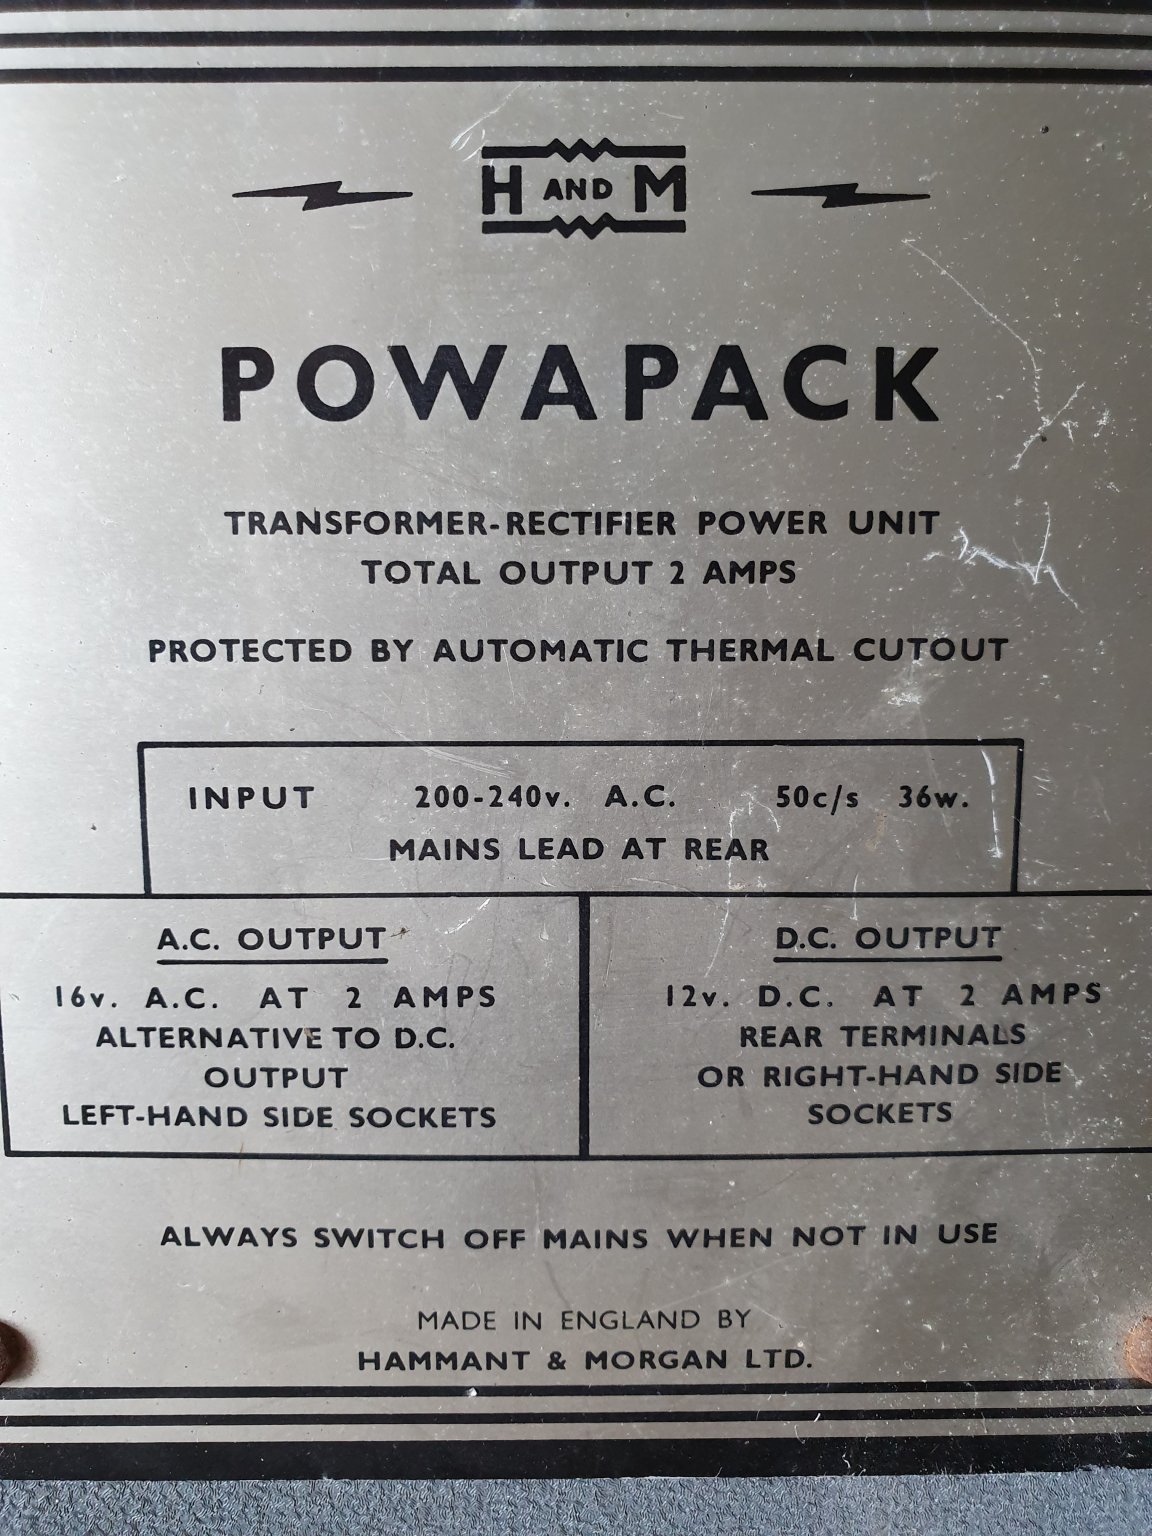 H AND M
POWAPACK
TRANSFORMER-RECTIFIER POWER UNIT
TOTAL OUTPUT 2 AMPS
PROTECTED BY AUTOMATIC THERMAL CUTOUT
INPUT 200-240v. A.C. 50c/s 36w.
MAINS LEAD AT REAR
A.C. OUTPUT
16v. A.C. AT 2 AMPS
ALTERNATIVE TO D.C.
OUTPUT
LEFT-HAND SIDE SOCKETS
D.C. OUTPUT
12v. D.C. AT 2 AMPS
REAR TERMINALS
OR RIGHT-HAND SIDE
SOCKETS
ALWAYS SWITCH OFF MAINS WHEN NOT IN USE
MADE IN ENGLAND BY
HAMMANT & MORGAN LTD.